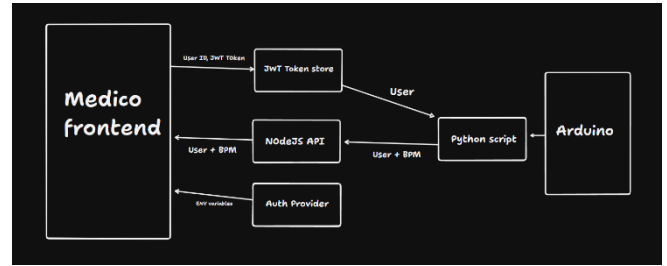 User ID, JWT Token
JWT Token store
Medico
frontend
User
NOdeJS API
Python script
Arduino
User + BPM
User + BPM
ENV variables
Auth Provider